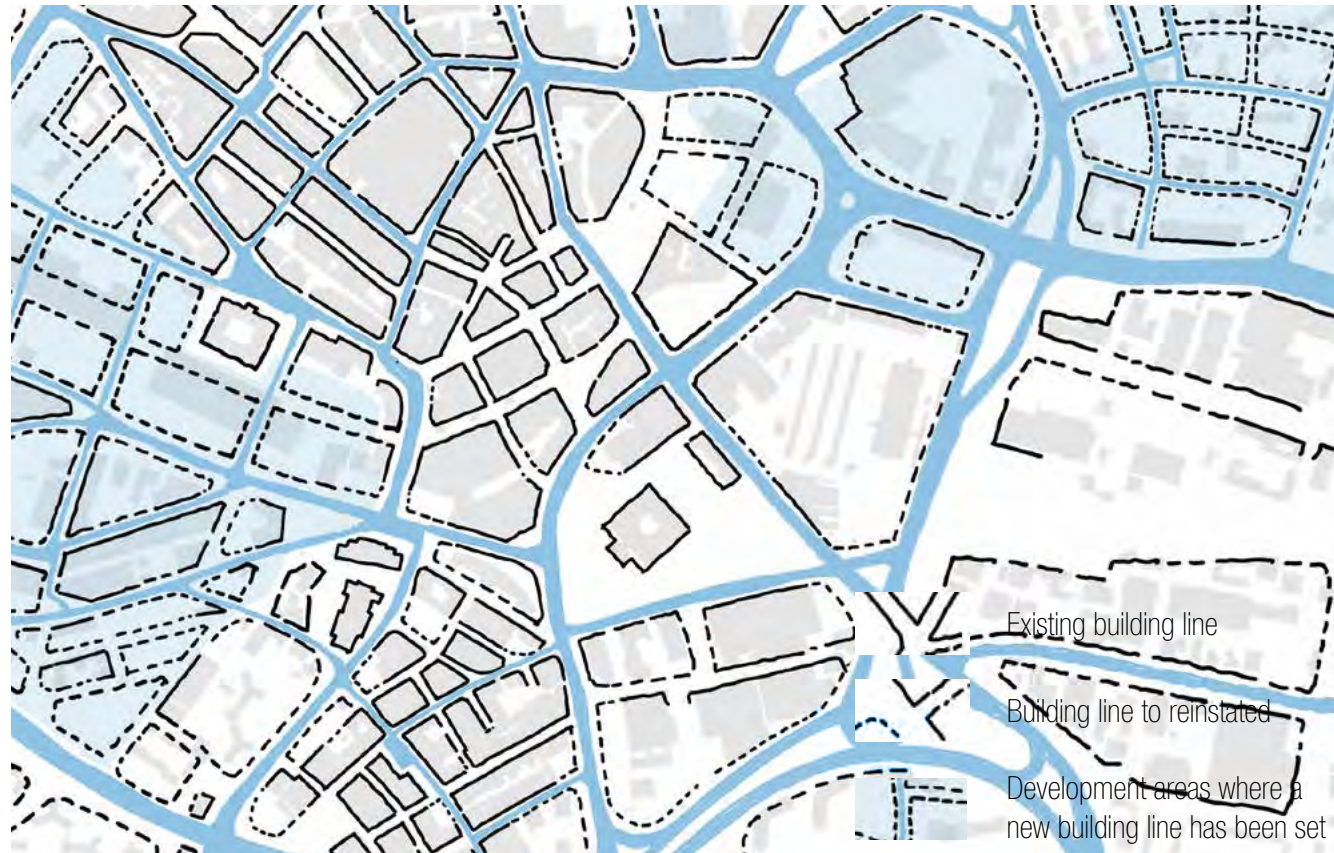 Existing building line
Building line to reinstated
Development areas where a
new building line has been set